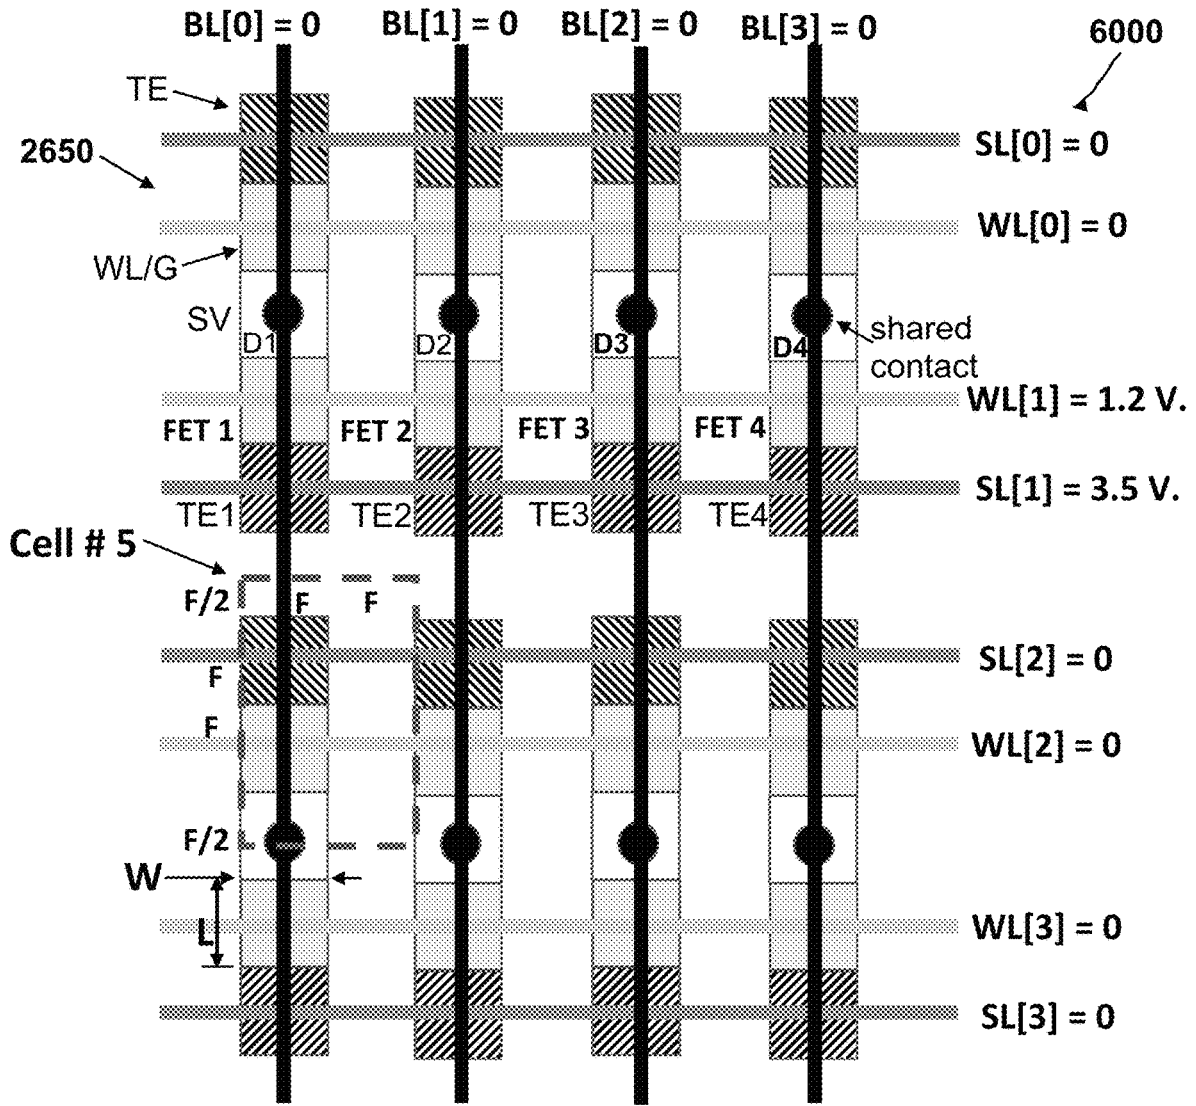 BL[0] = 0 BL[1] = 0 BL[2] = 0 BL[3] = 0
6000
TE
SL[0] = 0
2650
WL[0] = 0
WL/G
SV
D1 D2 D3 D4
shared
contact
WL[1] = 1.2 V.
FET 1 FET 2 FET 3 FET 4
SL[1] = 3.5 V.
TE1 TE2 TE3 TE4
Cell # 5
F/2 F F
SL[2] = 0
F
F
WL[2] = 0
F/2
W
L
WL[3] = 0
SL[3] = 0